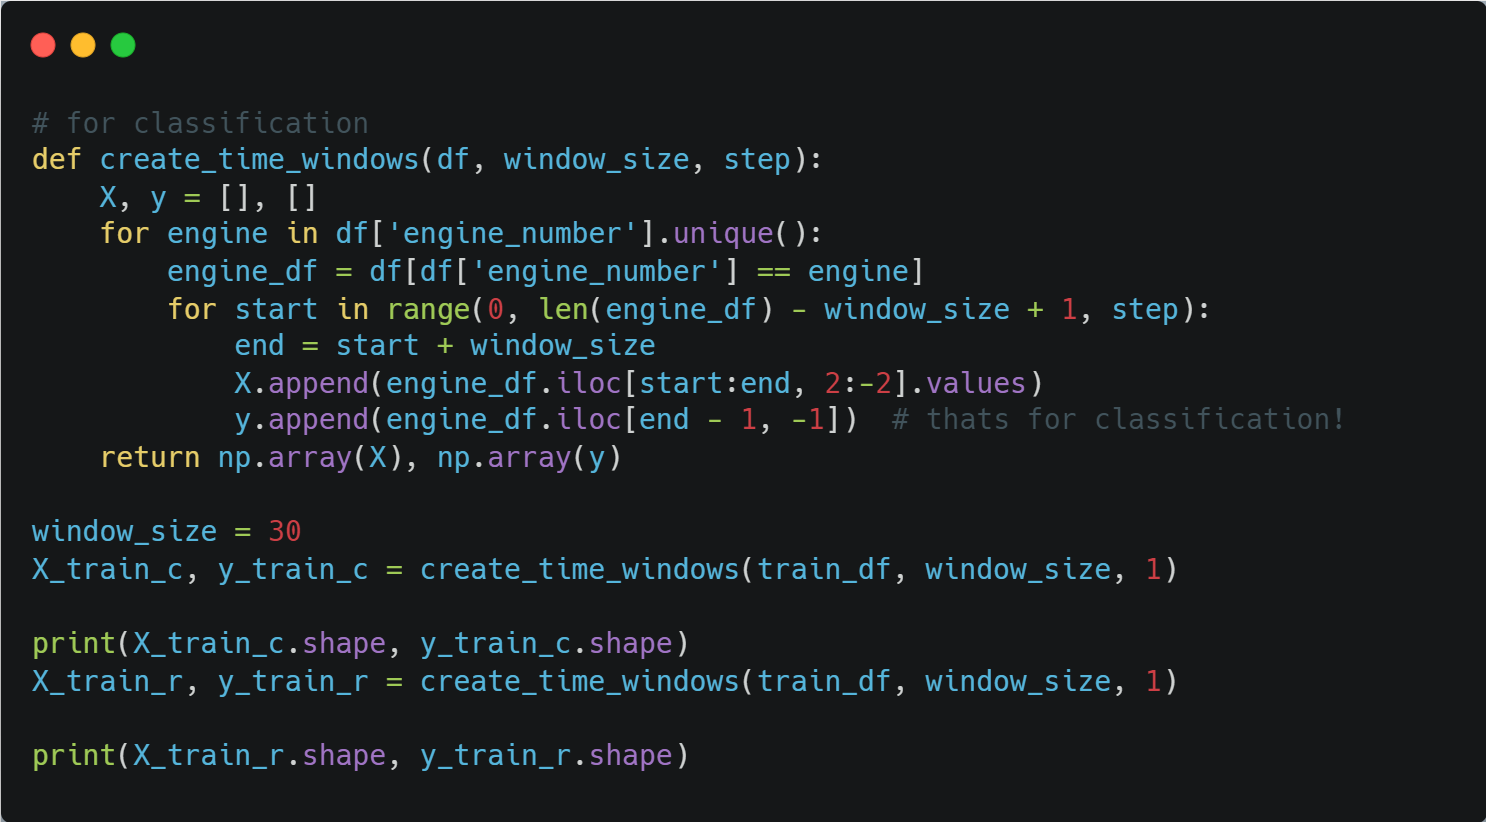 # for classification
def create_time_windows(df, window_size, step):
    X, y = [], []
    for engine in df['engine_number'].unique():
        engine_df = df[df['engine_number'] == engine]
        for start in range(0, len(engine_df) - window_size + 1, step):
            end = start + window_size
            X.append(engine_df.iloc[start:end, 2:-2].values)
            y.append(engine_df.iloc[end - 1, -1])  # thats for classification!
    return np.array(X), np.array(y)

window_size = 30
X_train_c, y_train_c = create_time_windows(train_df, window_size, 1)

print(X_train_c.shape, y_train_c.shape)
X_train_r, y_train_r = create_time_windows(train_df, window_size, 1)

print(X_train_r.shape, y_train_r.shape)